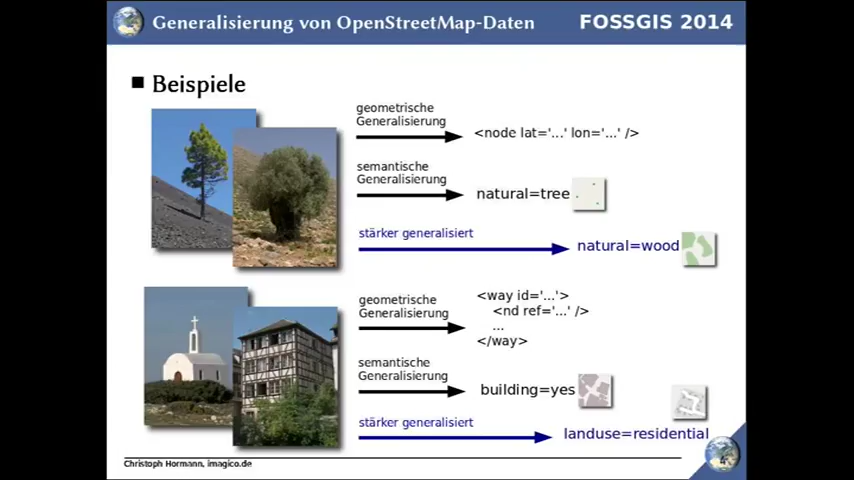 Generalisierung von OpenStreetMap-Daten
FOSSGIS 2014
Beispiele
geometrische
Generalisierung
<node lat='...' lon='...' />
semantische
Generalisierung
natural=tree
stärker generalisiert
natural=wood
geometrische
Generalisierung
<way id='...'>
<nd ref='...' />
...
</way>
semantische
Generalisierung
building=yes
stärker generalisiert
landuse=residential
Christoph Hormann, imagico.de